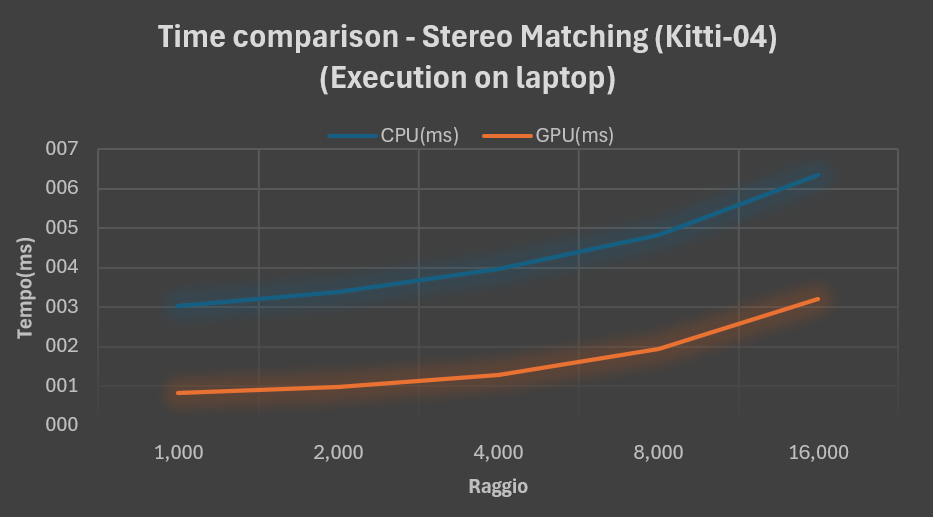 Time comparison - Stereo Matching (Kitti-04)
(Execution on laptop)
CPU(ms) GPU(ms)
007
006
005
004
003
002
001
000
Tempo(ms)
1,000 2,000 4,000 8,000 16,000
Raggio